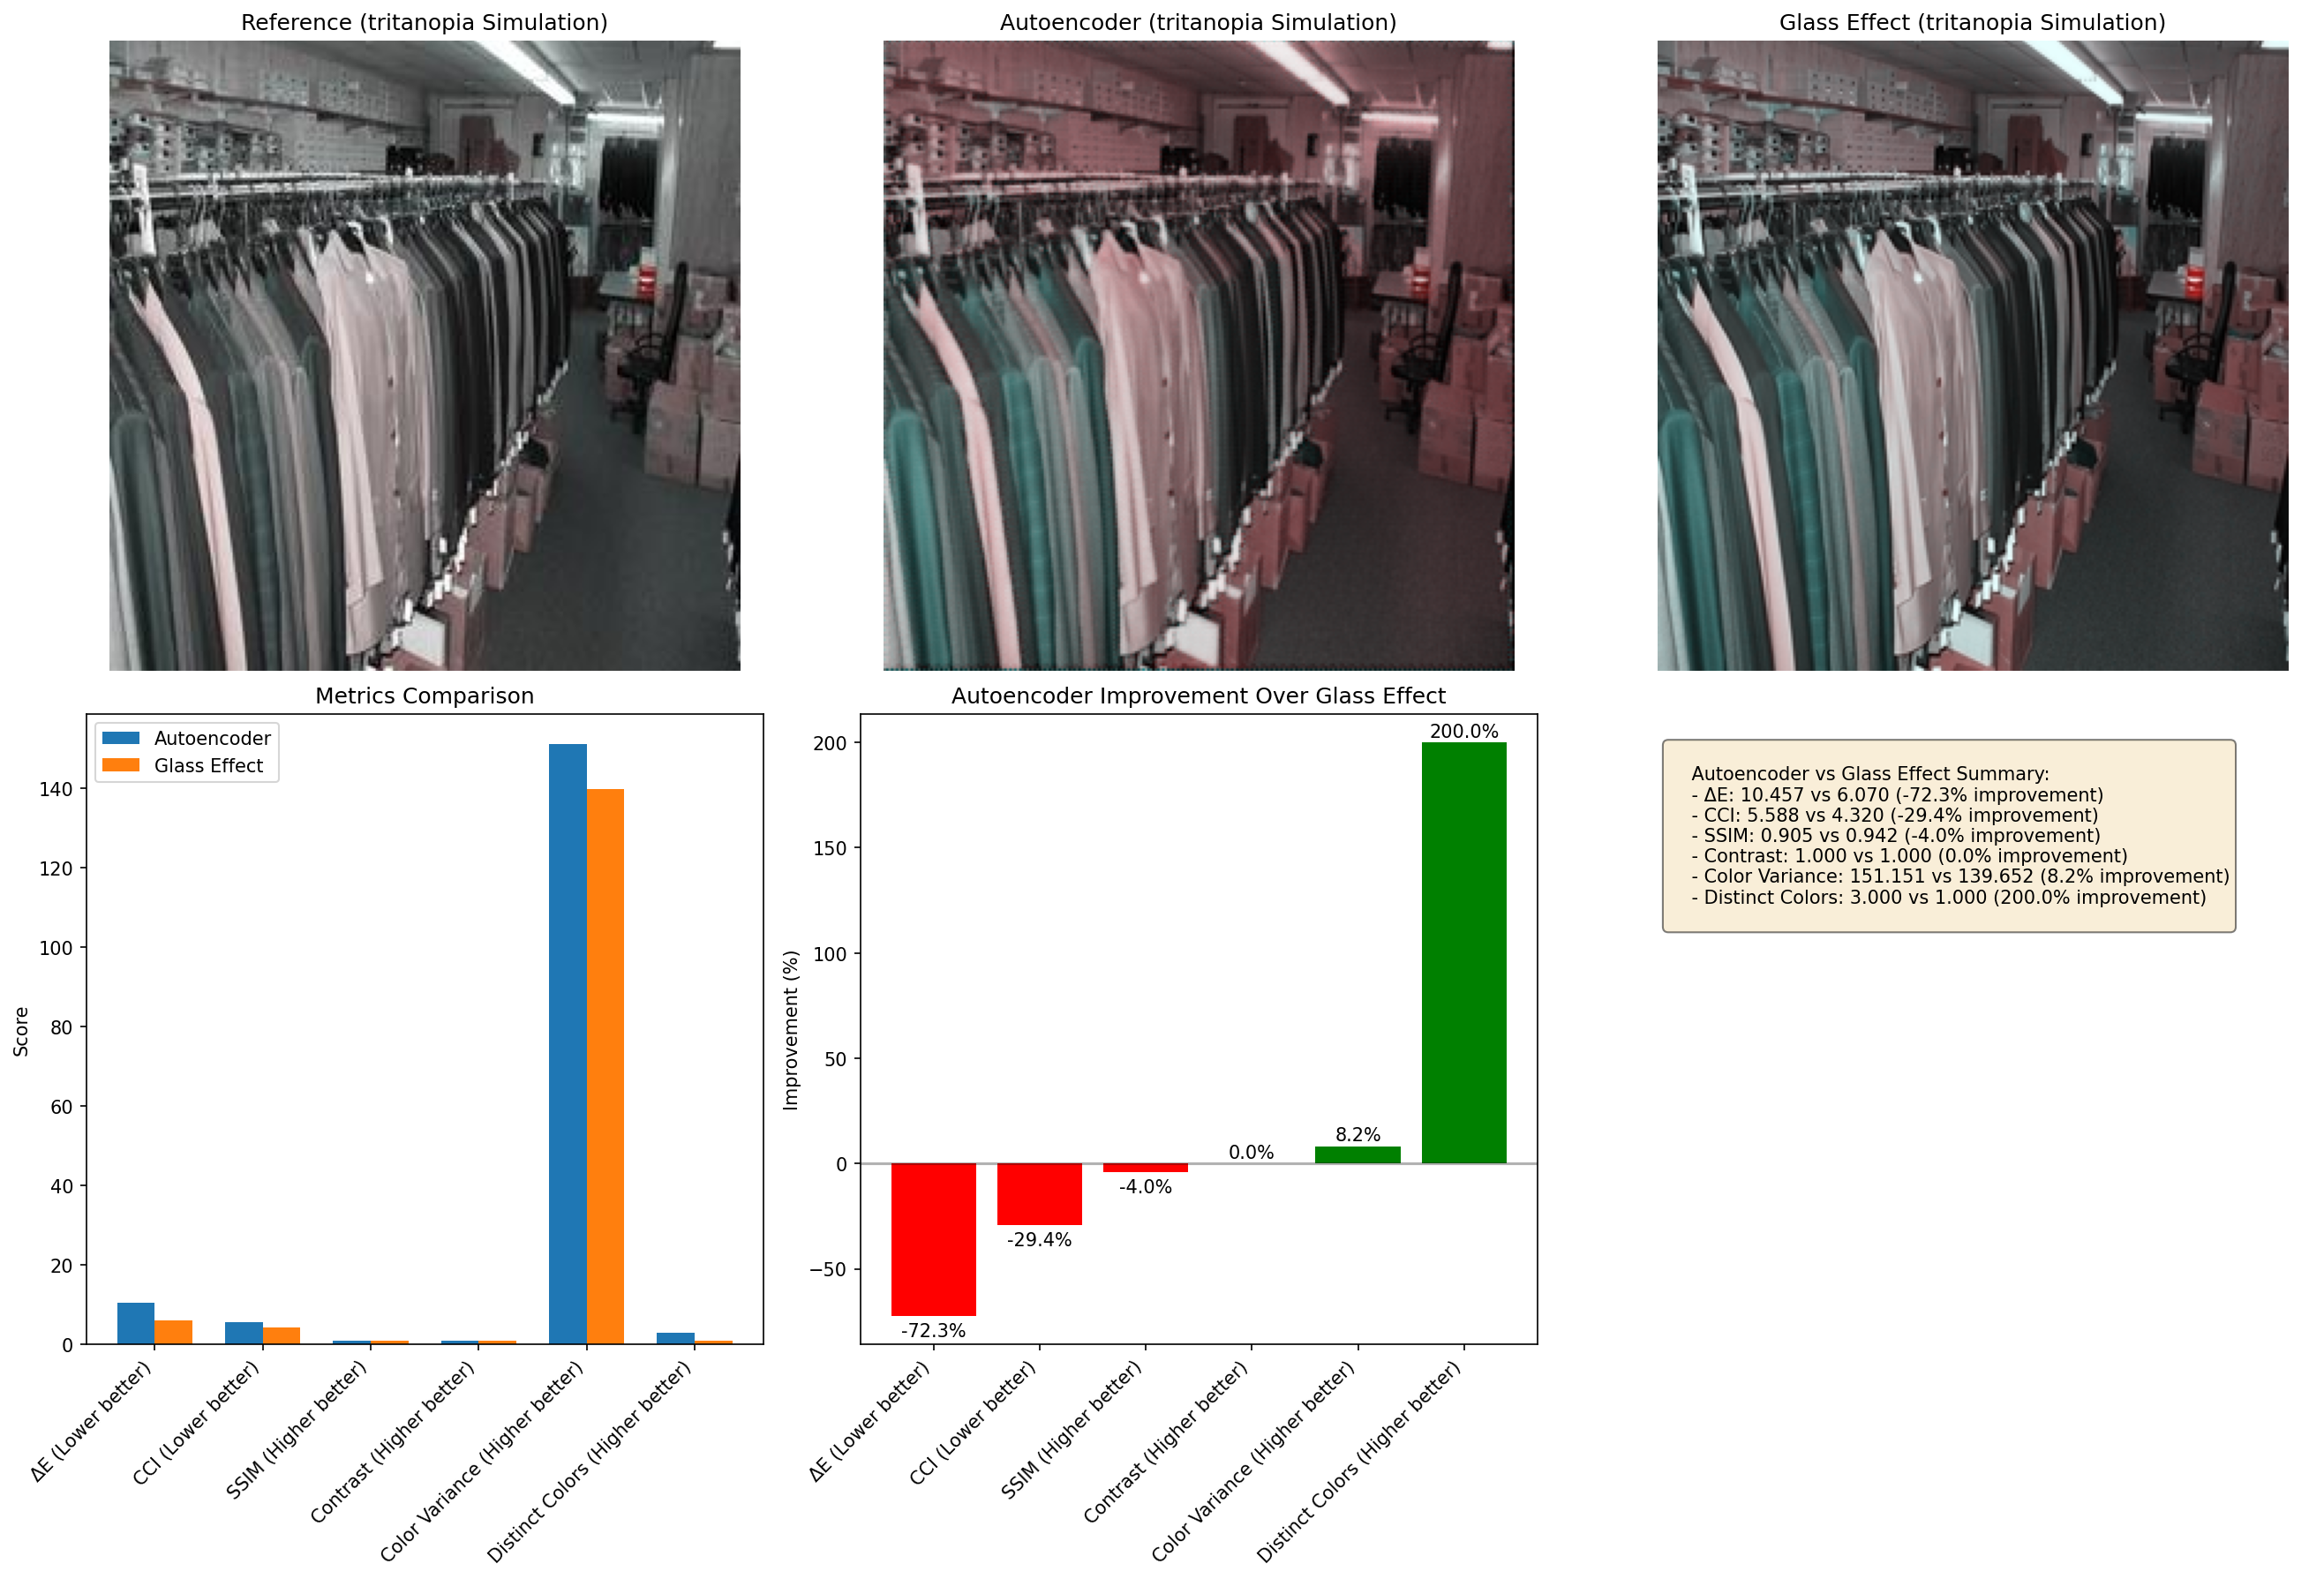 Reference (tritanopia Simulation)
Autoencoder (tritanopia Simulation)
Glass Effect (tritanopia Simulation)
Metrics Comparison
Autoencoder
Glass Effect
Score
140
120
100
80
60
40
20
0
ΔE (Lower better)
CCI (Lower better)
SSIM (Higher better)
Contrast (Higher better)
Color Variance (Higher better)
Distinct Colors (Higher better)
Autoencoder Improvement Over Glass Effect
Improvement (%)
200
150
100
50
0
−50
-72.3%
-29.4%
-4.0%
0.0%
8.2%
200.0%
ΔE (Lower better)
CCI (Lower better)
SSIM (Higher better)
Contrast (Higher better)
Color Variance (Higher better)
Distinct Colors (Higher better)
Autoencoder vs Glass Effect Summary:
- ΔE: 10.457 vs 6.070 (-72.3% improvement)
- CCI: 5.588 vs 4.320 (-29.4% improvement)
- SSIM: 0.905 vs 0.942 (-4.0% improvement)
- Contrast: 1.000 vs 1.000 (0.0% improvement)
- Color Variance: 151.151 vs 139.652 (8.2% improvement)
- Distinct Colors: 3.000 vs 1.000 (200.0% improvement)